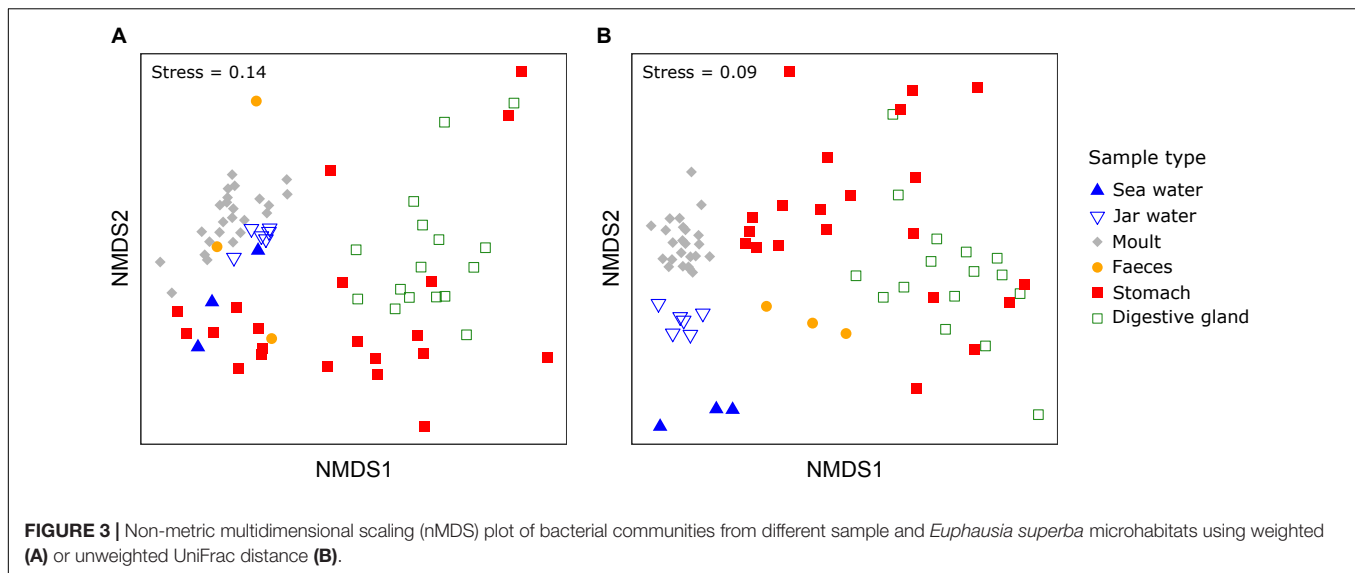 A
B
Stress = 0.14
Stress = 0.09
NMDS2
NMDS2
NMDS1
NMDS1
Sample type
Sea water
Jar water
Moult
Faeces
Stomach
Digestive gland
FIGURE 3 | Non-metric multidimensional scaling (nMDS) plot of bacterial communities from different sample and Euphausia superba microhabitats using weighted
(A) or unweighted UniFrac distance (B).